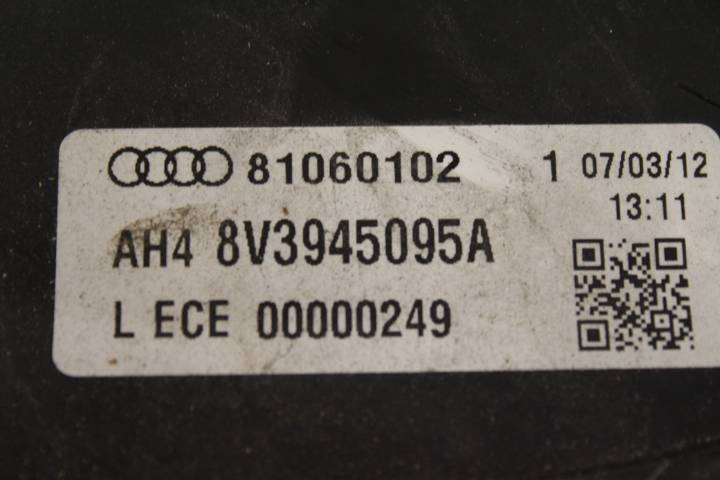 81060102 1 07/03/12
13:11
AH4 8V3945095A
L ECE 00000249